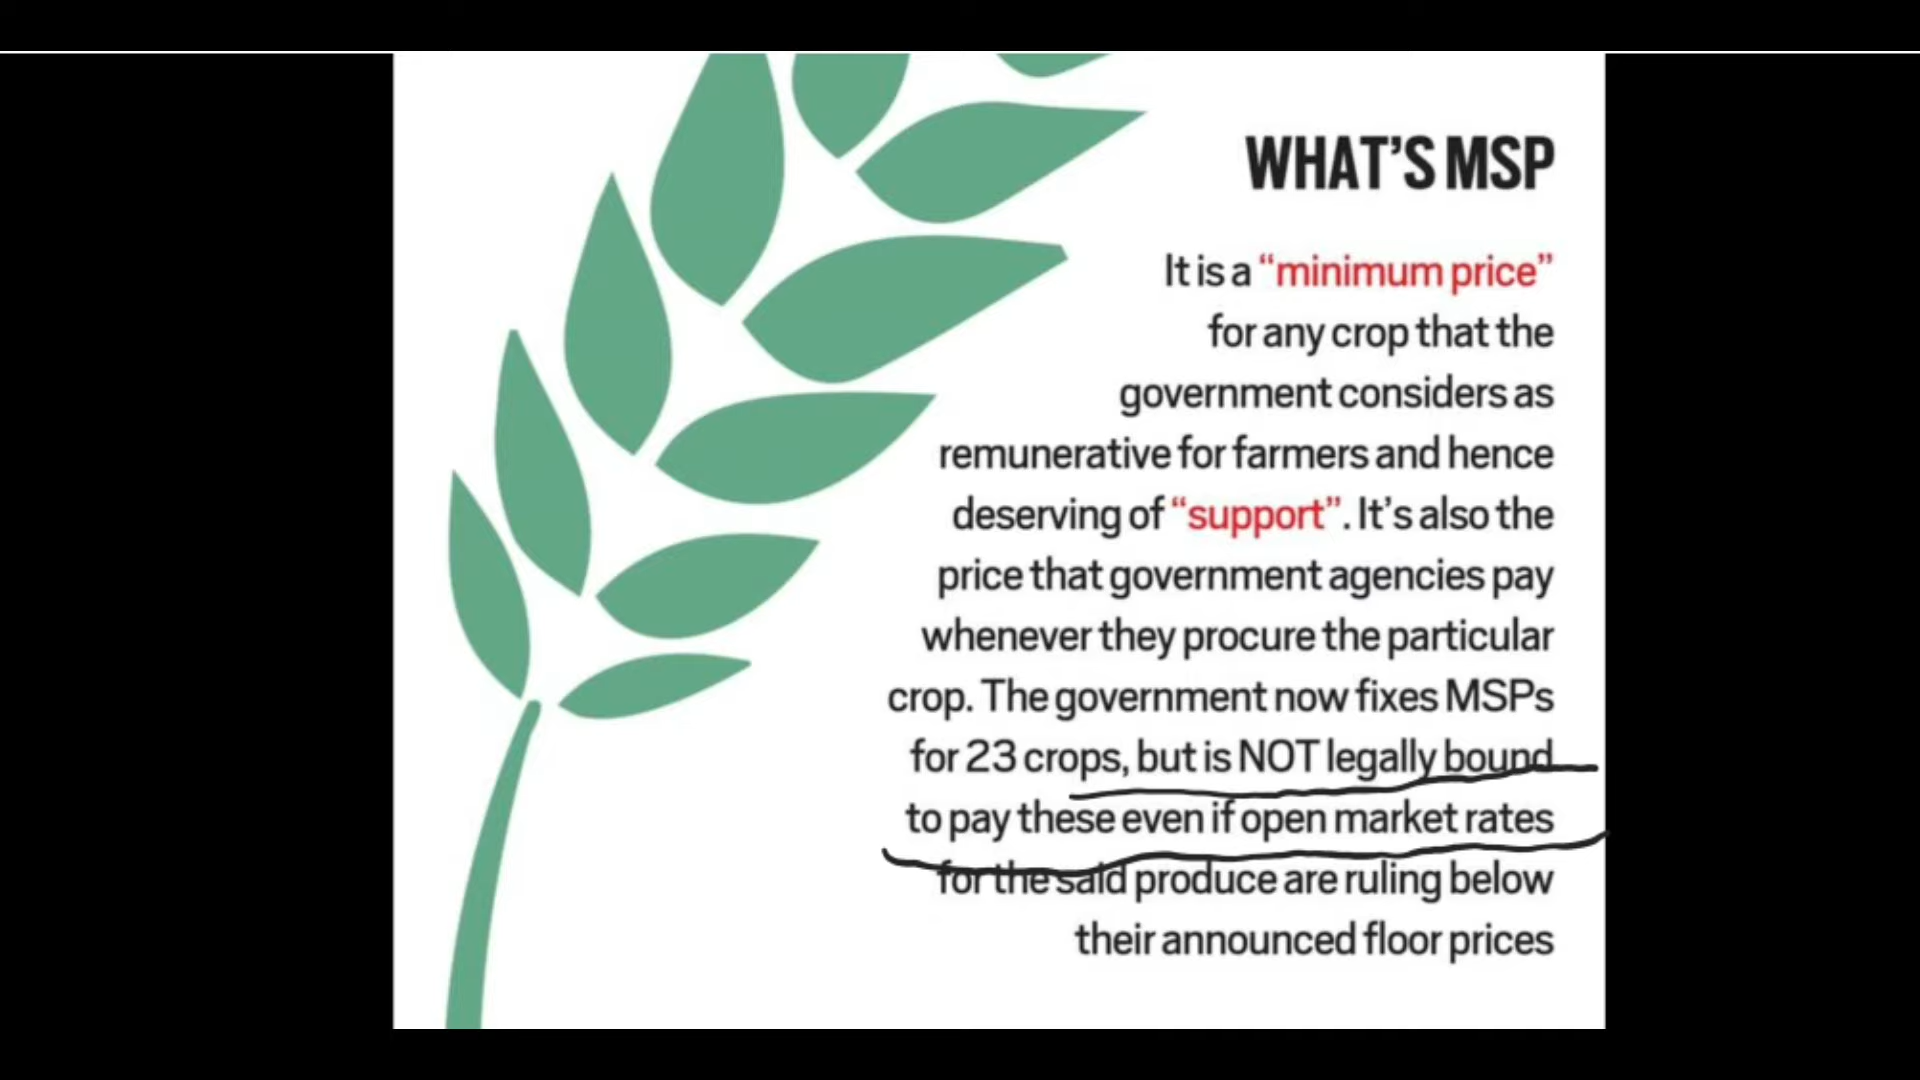 WHAT'S MSP
It is a “minimum price”
for any crop that the
government considers as
remunerative for farmers and hence
deserving of “support”. It's also the
price that government agencies pay
whenever they procure the particular
crop. The government now fixes MSPs
for 23 crops, but is NOT legally bound
to pay these even if open market rates
for the said produce are ruling below
their announced floor prices